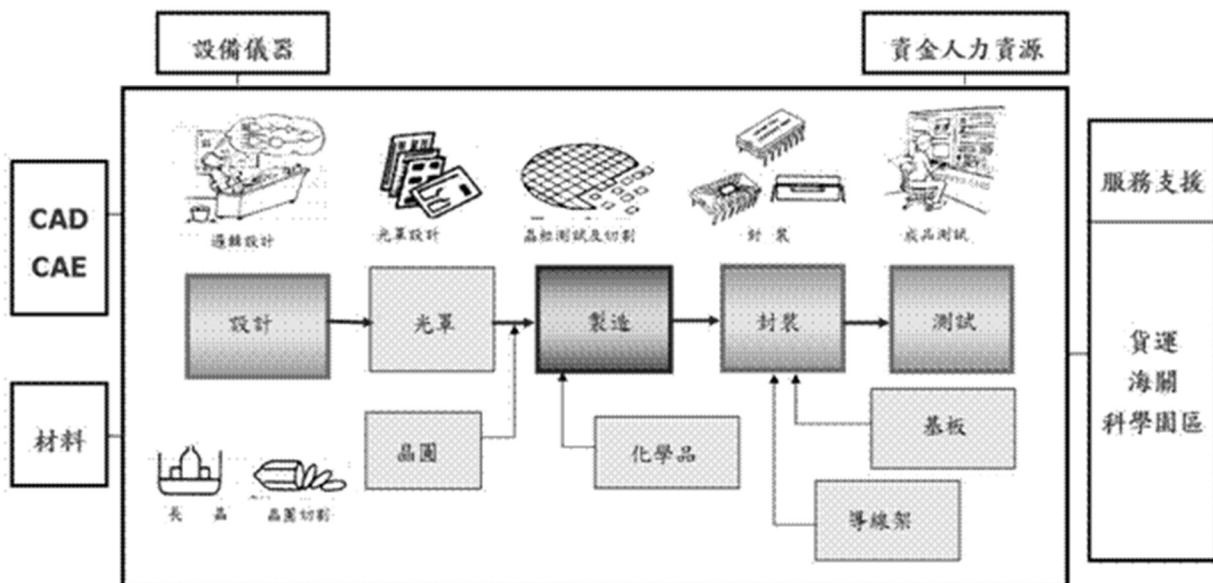 設備儀器
資金人力資源
CAD
CAE
材料
服務支援
貨運
海關
科學園區
邏輯設計
光罩設計
晶粒測試及切割
封 裝
成品測試
設計
光罩
製造
封裝
測試
晶圓
化學品
基板
導線架
長 晶
晶圓切割